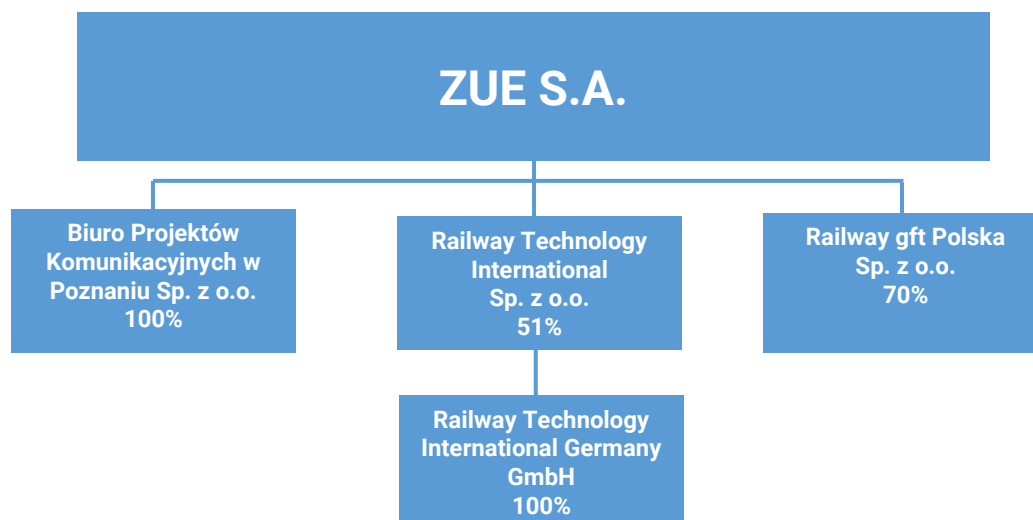 ZUE S.A.
Biuro Projektów
Komunikacyjnych w
Poznaniu Sp. z o.o.
100%
Railway Technology
International
Sp. z o.o.
51%
Railway gft Polska
Sp. z o.o.
70%
Railway Technology
International Germany
GmbH
100%